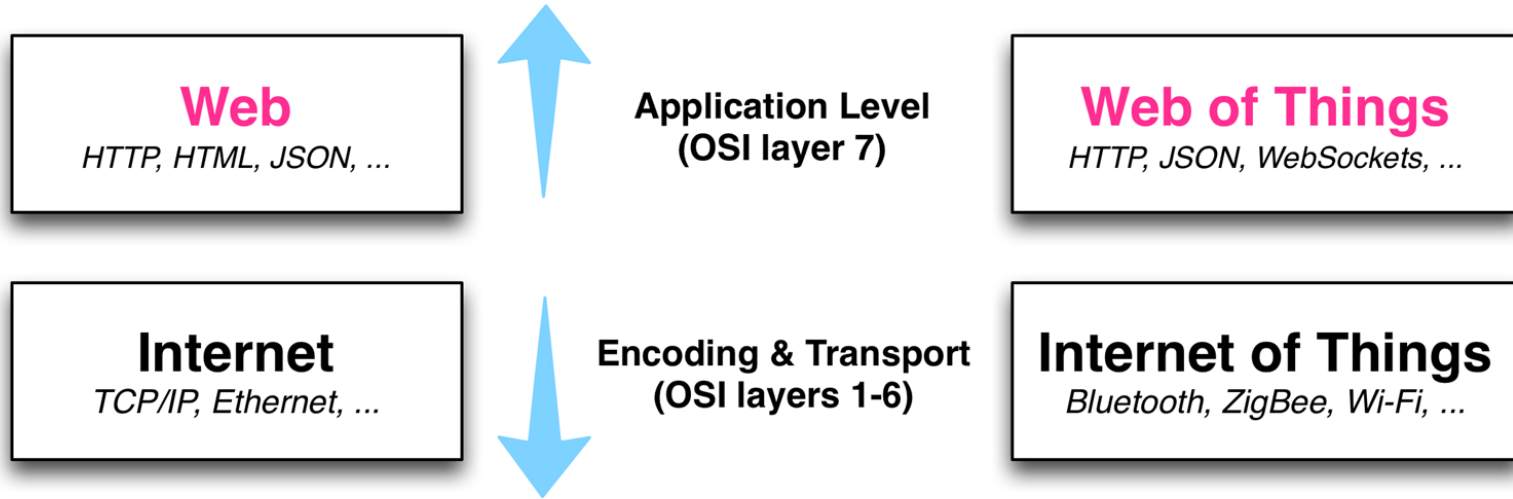 Web
HTTP, HTML, JSON, ...
Application Level
(OSI layer 7)
Web of Things
HTTP, JSON, WebSockets, ...
Internet
TCP/IP, Ethernet, ...
Encoding & Transport
(OSI layers 1-6)
Internet of Things
Bluetooth, ZigBee, Wi-Fi, ...